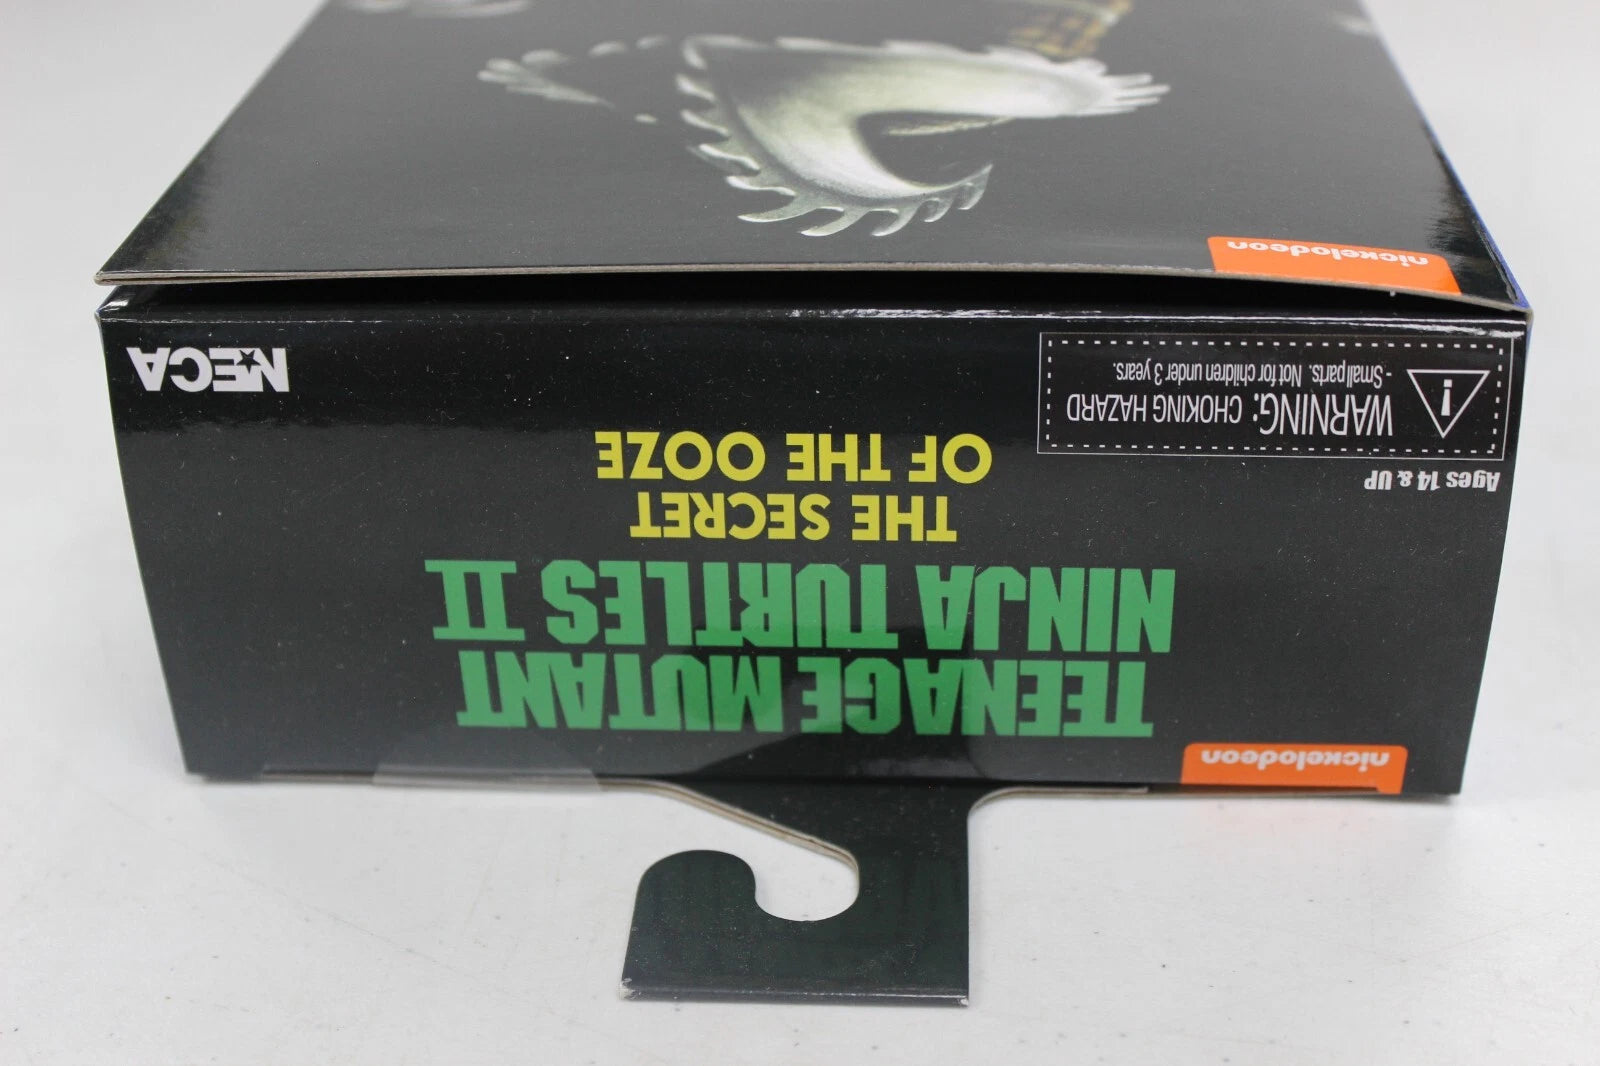 nickelodeon
nickelodeon
TEENAGE MUTANT
NINJA TURTLES II
THE SECRET
OF THE OOZE
Ages 14 & UP
WARNING: CHOKING HAZARD
- Small parts. Not for children under 3 years.
NECA